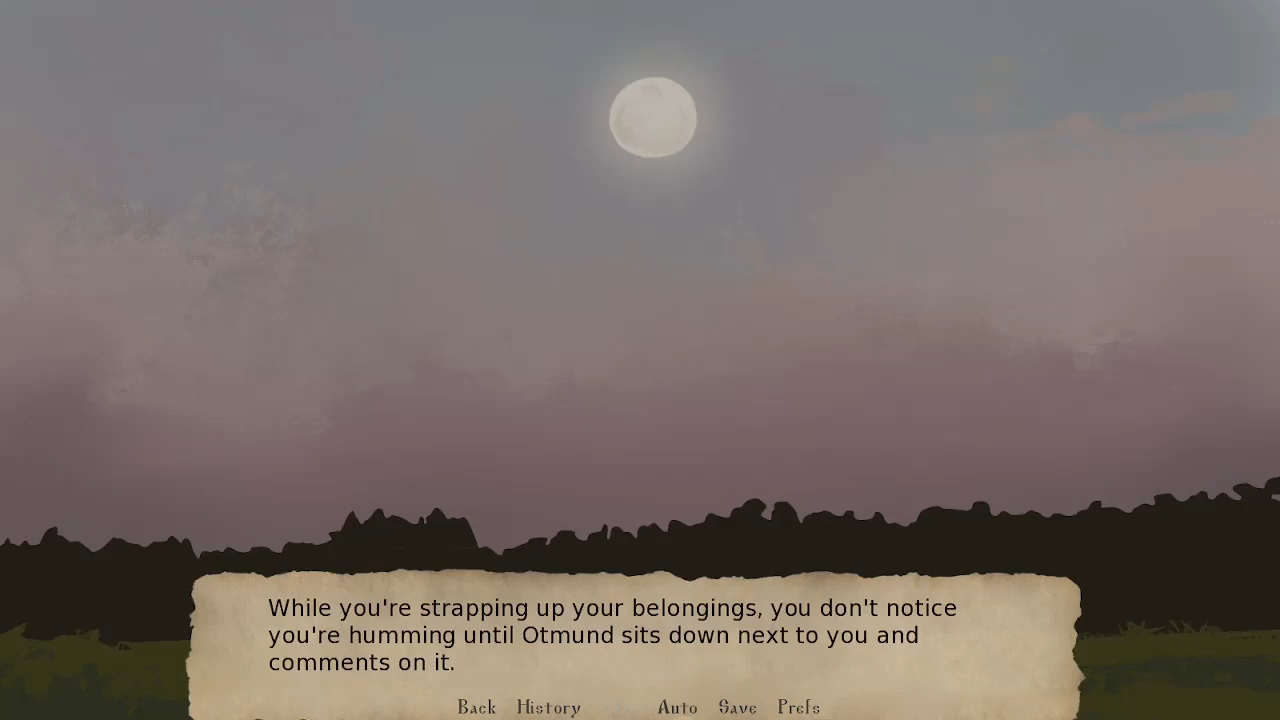 While you're strapping up your belongings, you don't notice
you're humming until Otmund sits down next to you and
comments on it.
Back History Auto Save Prefs